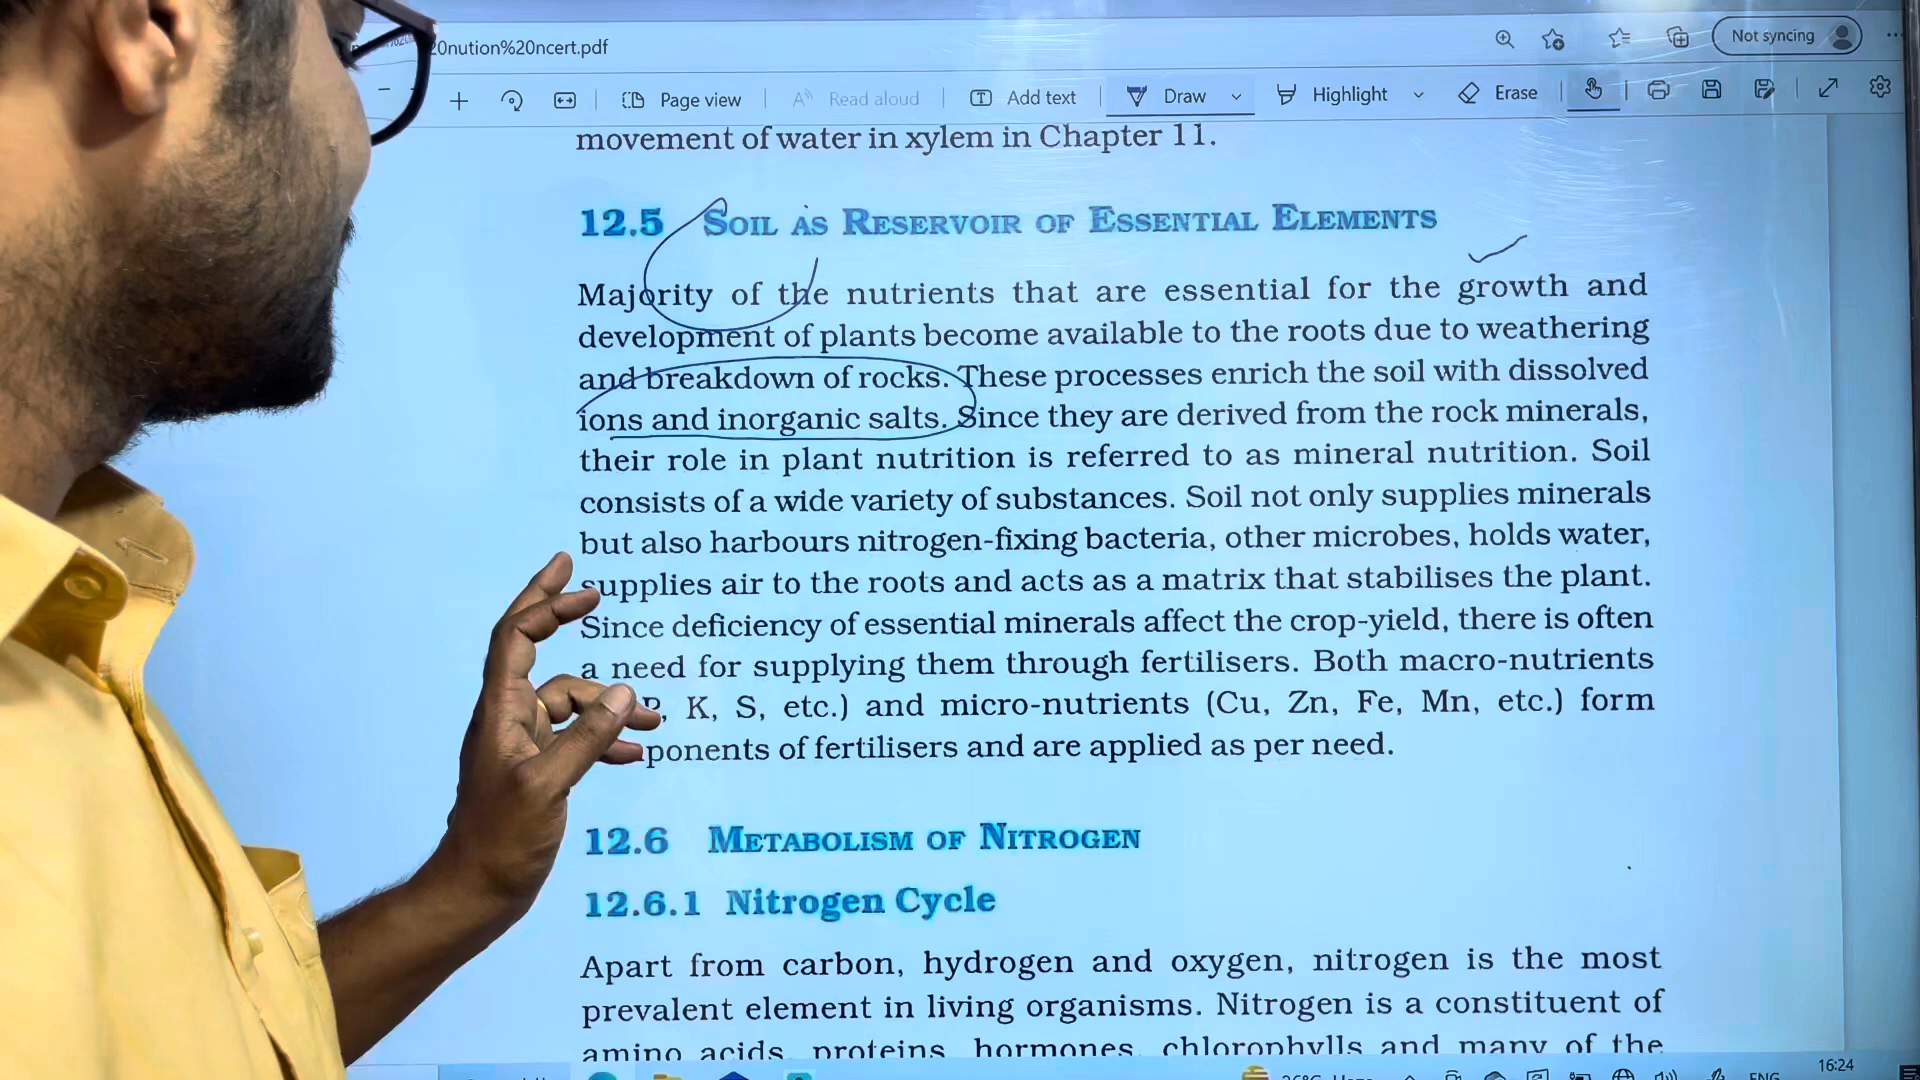 0nution%20ncert.pdf
Not syncing
Page view
Read aloud
Add text
Draw
Highlight
Erase
movement of water in xylem in Chapter 11.
12.5 SOIL AS RESERVOIR OF ESSENTIAL ELEMENTS
Majority of the nutrients that are essential for the growth and
development of plants become available to the roots due to weathering
and breakdown of rocks. These processes enrich the soil with dissolved
ions and inorganic salts. Since they are derived from the rock minerals,
their role in plant nutrition is referred to as mineral nutrition. Soil
consists of a wide variety of substances. Soil not only supplies minerals
but also harbours nitrogen-fixing bacteria, other microbes, holds water,
supplies air to the roots and acts as a matrix that stabilises the plant.
Since deficiency of essential minerals affect the crop-yield, there is often
a need for supplying them through fertilisers. Both macro-nutrients
P, K, S, etc.) and micro-nutrients (Cu, Zn, Fe, Mn, etc.) form
ponents of fertilisers and are applied as per need.
12.6 METABOLISM OF NITROGEN
12.6.1 Nitrogen Cycle
Apart from carbon, hydrogen and oxygen, nitrogen is the most
prevalent element in living organisms. Nitrogen is a constituent of
amino acids, proteins, hormones, chlorophylls and many of the
16:24
ENG